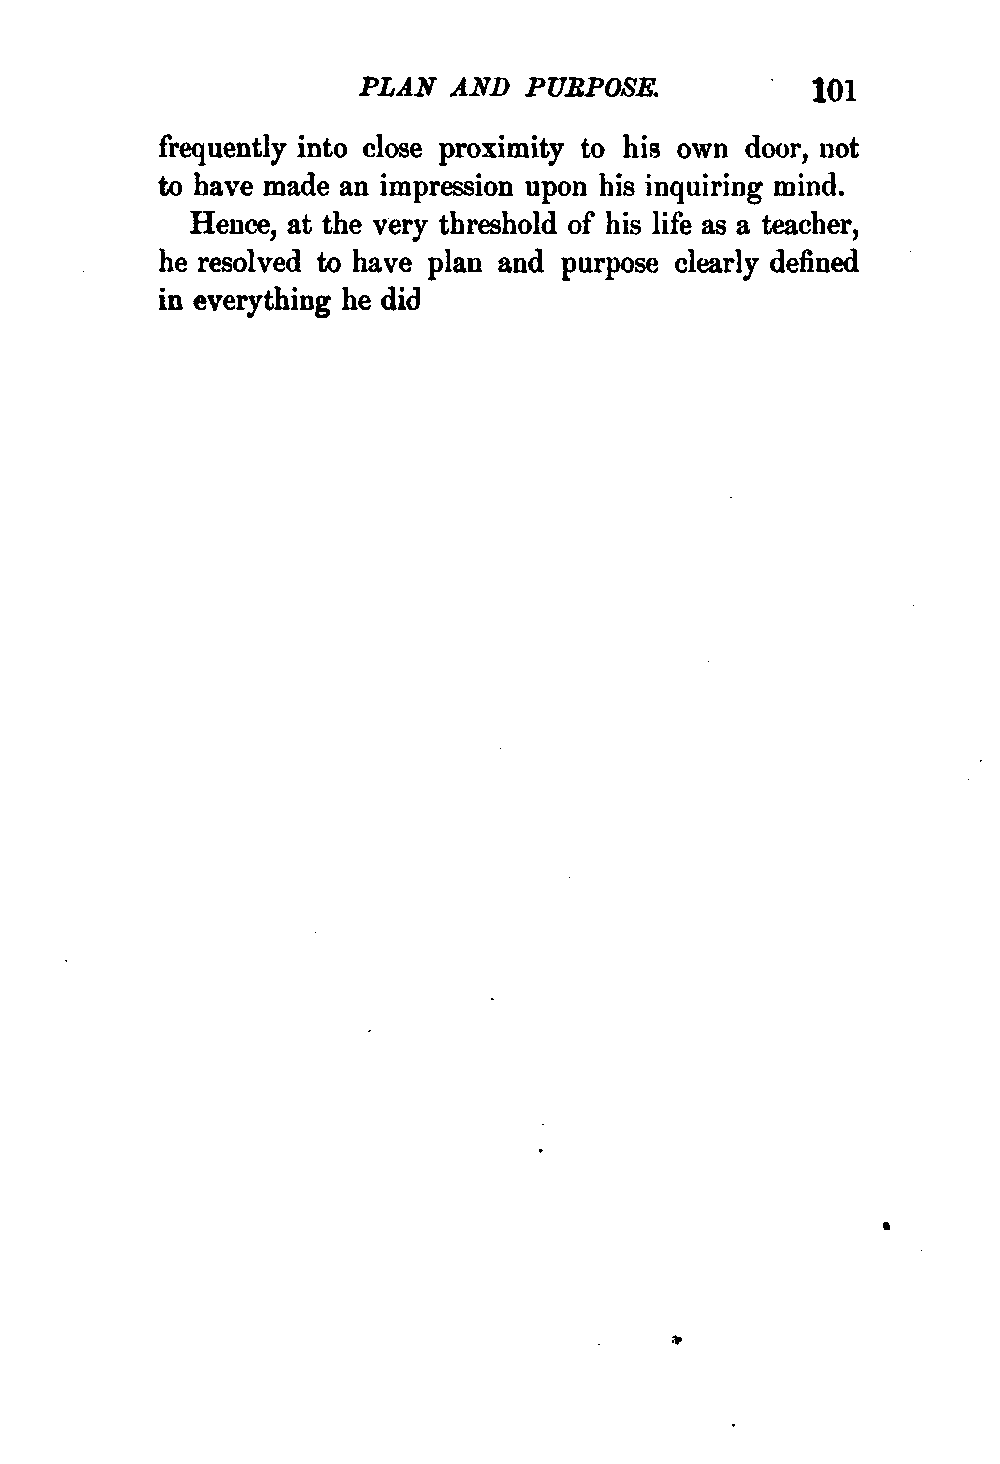 PLAN AND PURPOSE. 101
frequently into close proximity to his own door, not
to have made an impression upon his inquiring mind.
Hence, at the very threshold of his life as a teacher,
he resolved to have plan and purpose clearly defined
in everything he did